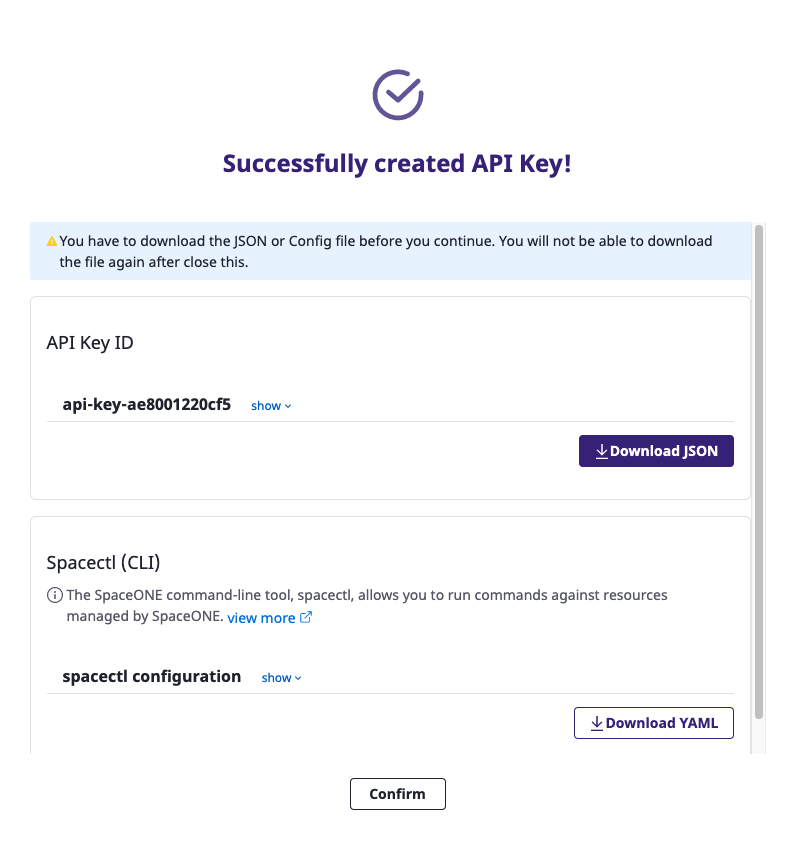 Successfully created API Key!
You have to download the JSON or Config file before you continue. You will not be able to download
the file again after close this.
API Key ID
api-key-ae8001220cf5 show
Download JSON
Spacectl (CLI)
The SpaceONE command-line tool, spacectl, allows you to run commands against resources
managed by SpaceONE. view more
spacectl configuration show
Download YAML
Confirm